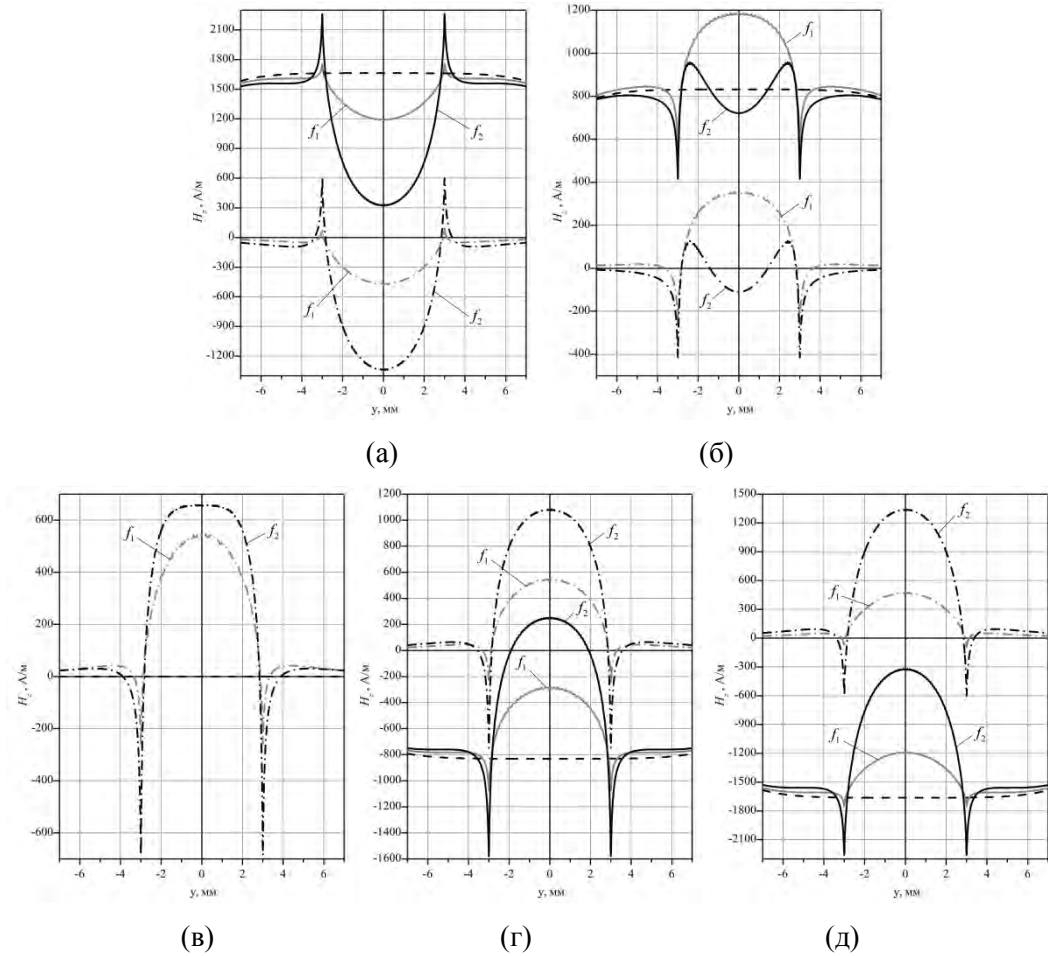 2100
1800
1500
1200
900
600
300
0
-300
-600
-900
-1200
H_z, А/м
f₁
f₂
f₁
f₂
-6 -4 -2 0 2 4 6
y, мм
(а)
1200
1000
800
600
400
200
0
-200
-400
H_z, А/м
f₁
f₂
f₁
f₂
-6 -4 -2 0 2 4 6
y, мм
(б)
600
400
200
0
-200
-400
-600
H_z, А/м
f₁
f₂
-6 -4 -2 0 2 4 6
y, мм
(в)
1200
1000
800
600
400
200
0
-200
-400
-600
-800
-1000
-1200
-1400
-1600
H_z, А/м
f₂
f₁
f₂
f₁
-6 -4 -2 0 2 4 6
y, мм
(г)
1500
1200
900
600
300
0
-300
-600
-900
-1200
-1500
-1800
-2100
H_z, А/м
f₂
f₁
f₁
f₂
-6 -4 -2 0 2 4 6
y, мм
(д)